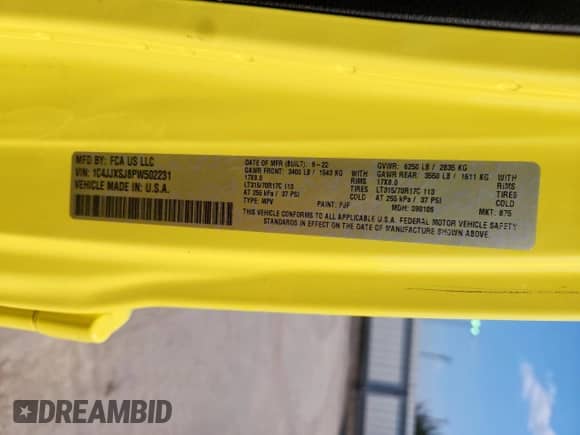 MFD BY: FCA US LLC
VIN: 1C4JJXSJ8PW502231
VEHICLE MADE IN: U.S.A.
DATE OF MFR (BUILT): 9-22
GAWR FRONT: 3400 LB / 1543 KG WITH
17X8.0 RIMS
LT315/70R17C 113 TIRES
AT 255 kPa / 37 PSI COLD
TYPE: MPV PAINT: PJF
GVWR: 6250 LB / 2835 KG
GAWR REAR: 3550 LB / 1611 KG WITH
17X8.0 RIMS
LT315/70R17C 113 TIRES
AT 255 kPa / 37 PSI COLD
MDH: 090105 MKT: 875
THIS VEHICLE CONFORMS TO ALL APPLICABLE U.S.A. FEDERAL MOTOR VEHICLE SAFETY
STANDARDS IN EFFECT ON THE DATE OF MANUFACTURE SHOWN ABOVE.
DREAMBID